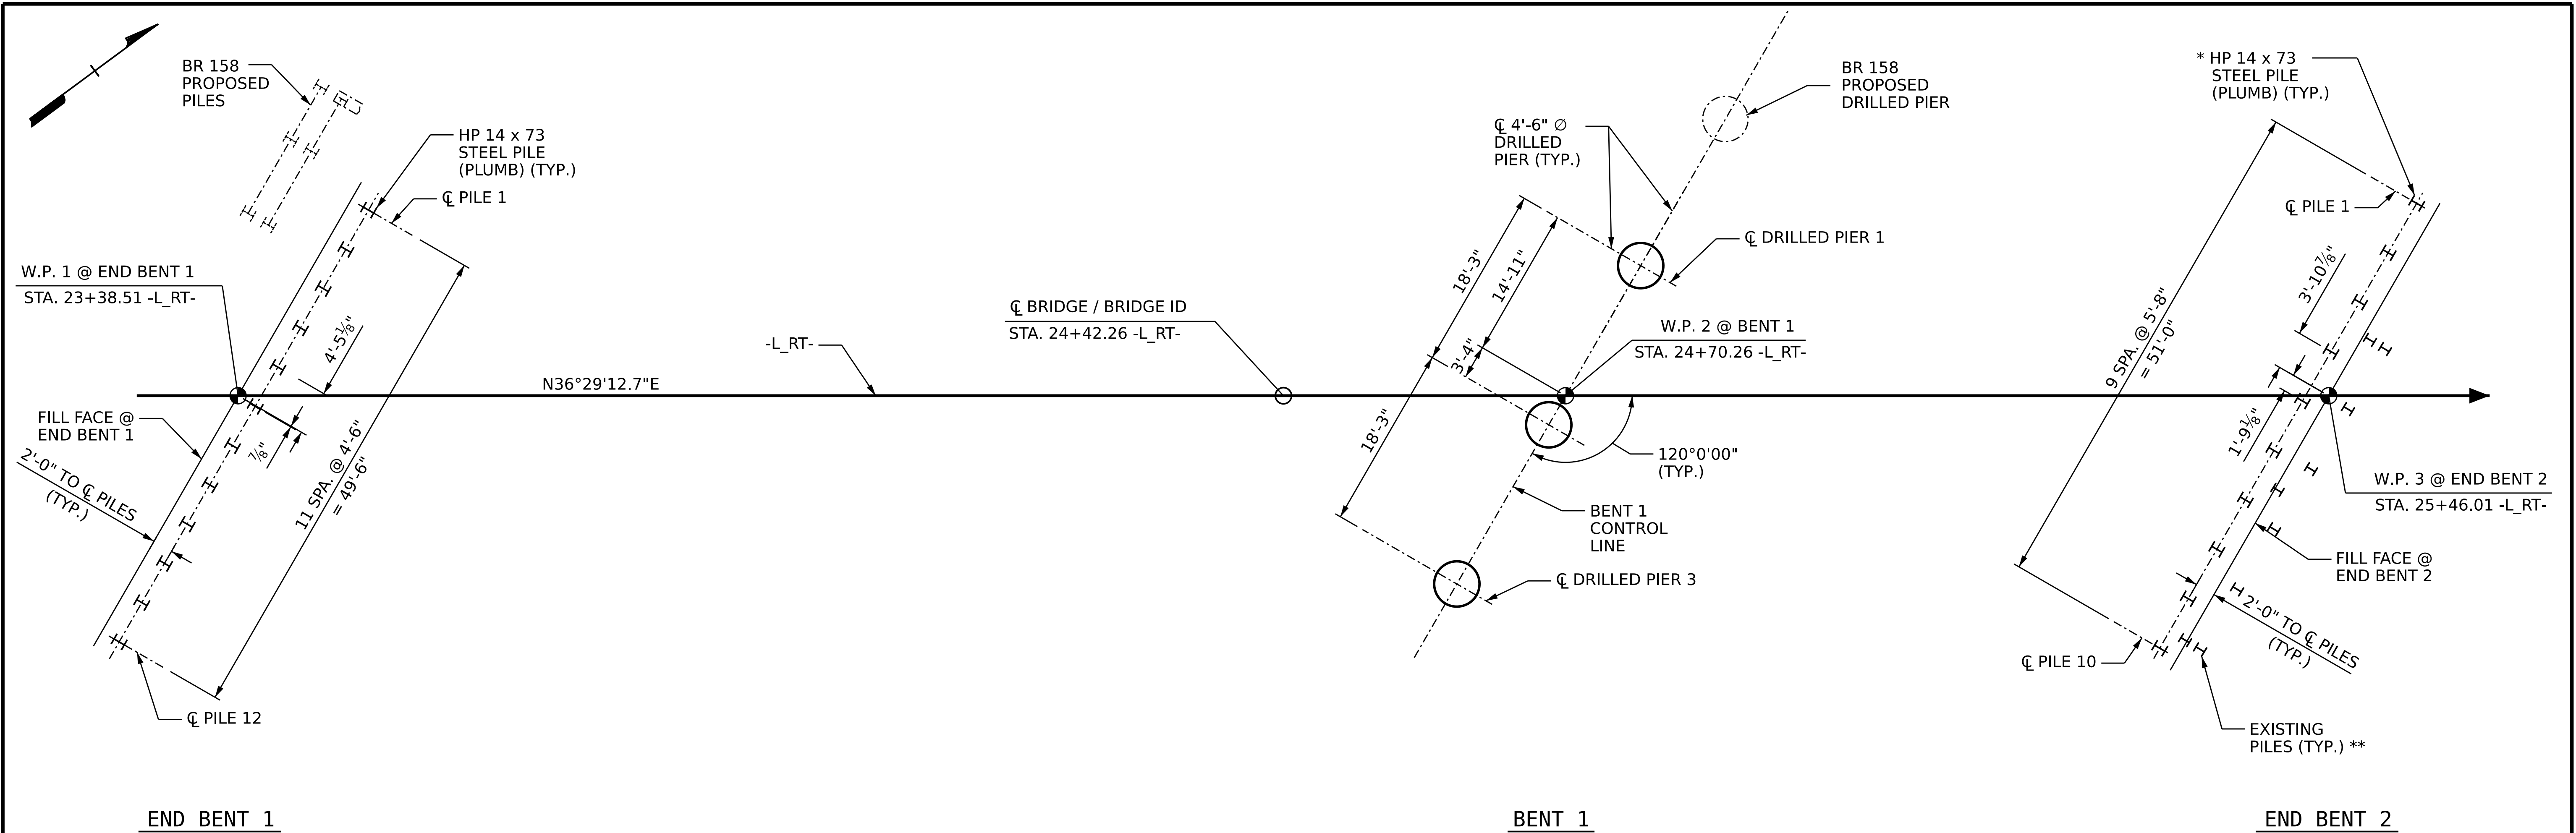 BR 158
PROPOSED
PILES
HP 14 x 73
STEEL PILE
(PLUMB) (TYP.)
℄ PILE 1
W.P. 1 @ END BENT 1
STA. 23+38.51 -L_RT-
4'-5⅛"
FILL FACE @
END BENT 1
⅞"
2'-0" TO ℄ PILES
(TYP.)
11 SPA. @ 4'-6"
= 49'-6"
℄ PILE 12
END BENT 1
N36°29'12.7"E
-L_RT-
℄ BRIDGE / BRIDGE ID
STA. 24+42.26 -L_RT-
BR 158
PROPOSED
DRILLED PIER
℄ 4'-6" ∅
DRILLED
PIER (TYP.)
℄ DRILLED PIER 1
18'-3"
14'-11"
3'-4"
18'-3"
W.P. 2 @ BENT 1
STA. 24+70.26 -L_RT-
120°0'00"
(TYP.)
BENT 1
CONTROL
LINE
℄ DRILLED PIER 3
BENT 1
* HP 14 x 73
STEEL PILE
(PLUMB) (TYP.)
℄ PILE 1
3'-10⅞"
9 SPA. @ 5'-8"
= 51'-0"
1'-9⅛"
W.P. 3 @ END BENT 2
STA. 25+46.01 -L_RT-
FILL FACE @
END BENT 2
2'-0" TO ℄ PILES
(TYP.)
℄ PILE 10
EXISTING
PILES (TYP.) **
END BENT 2